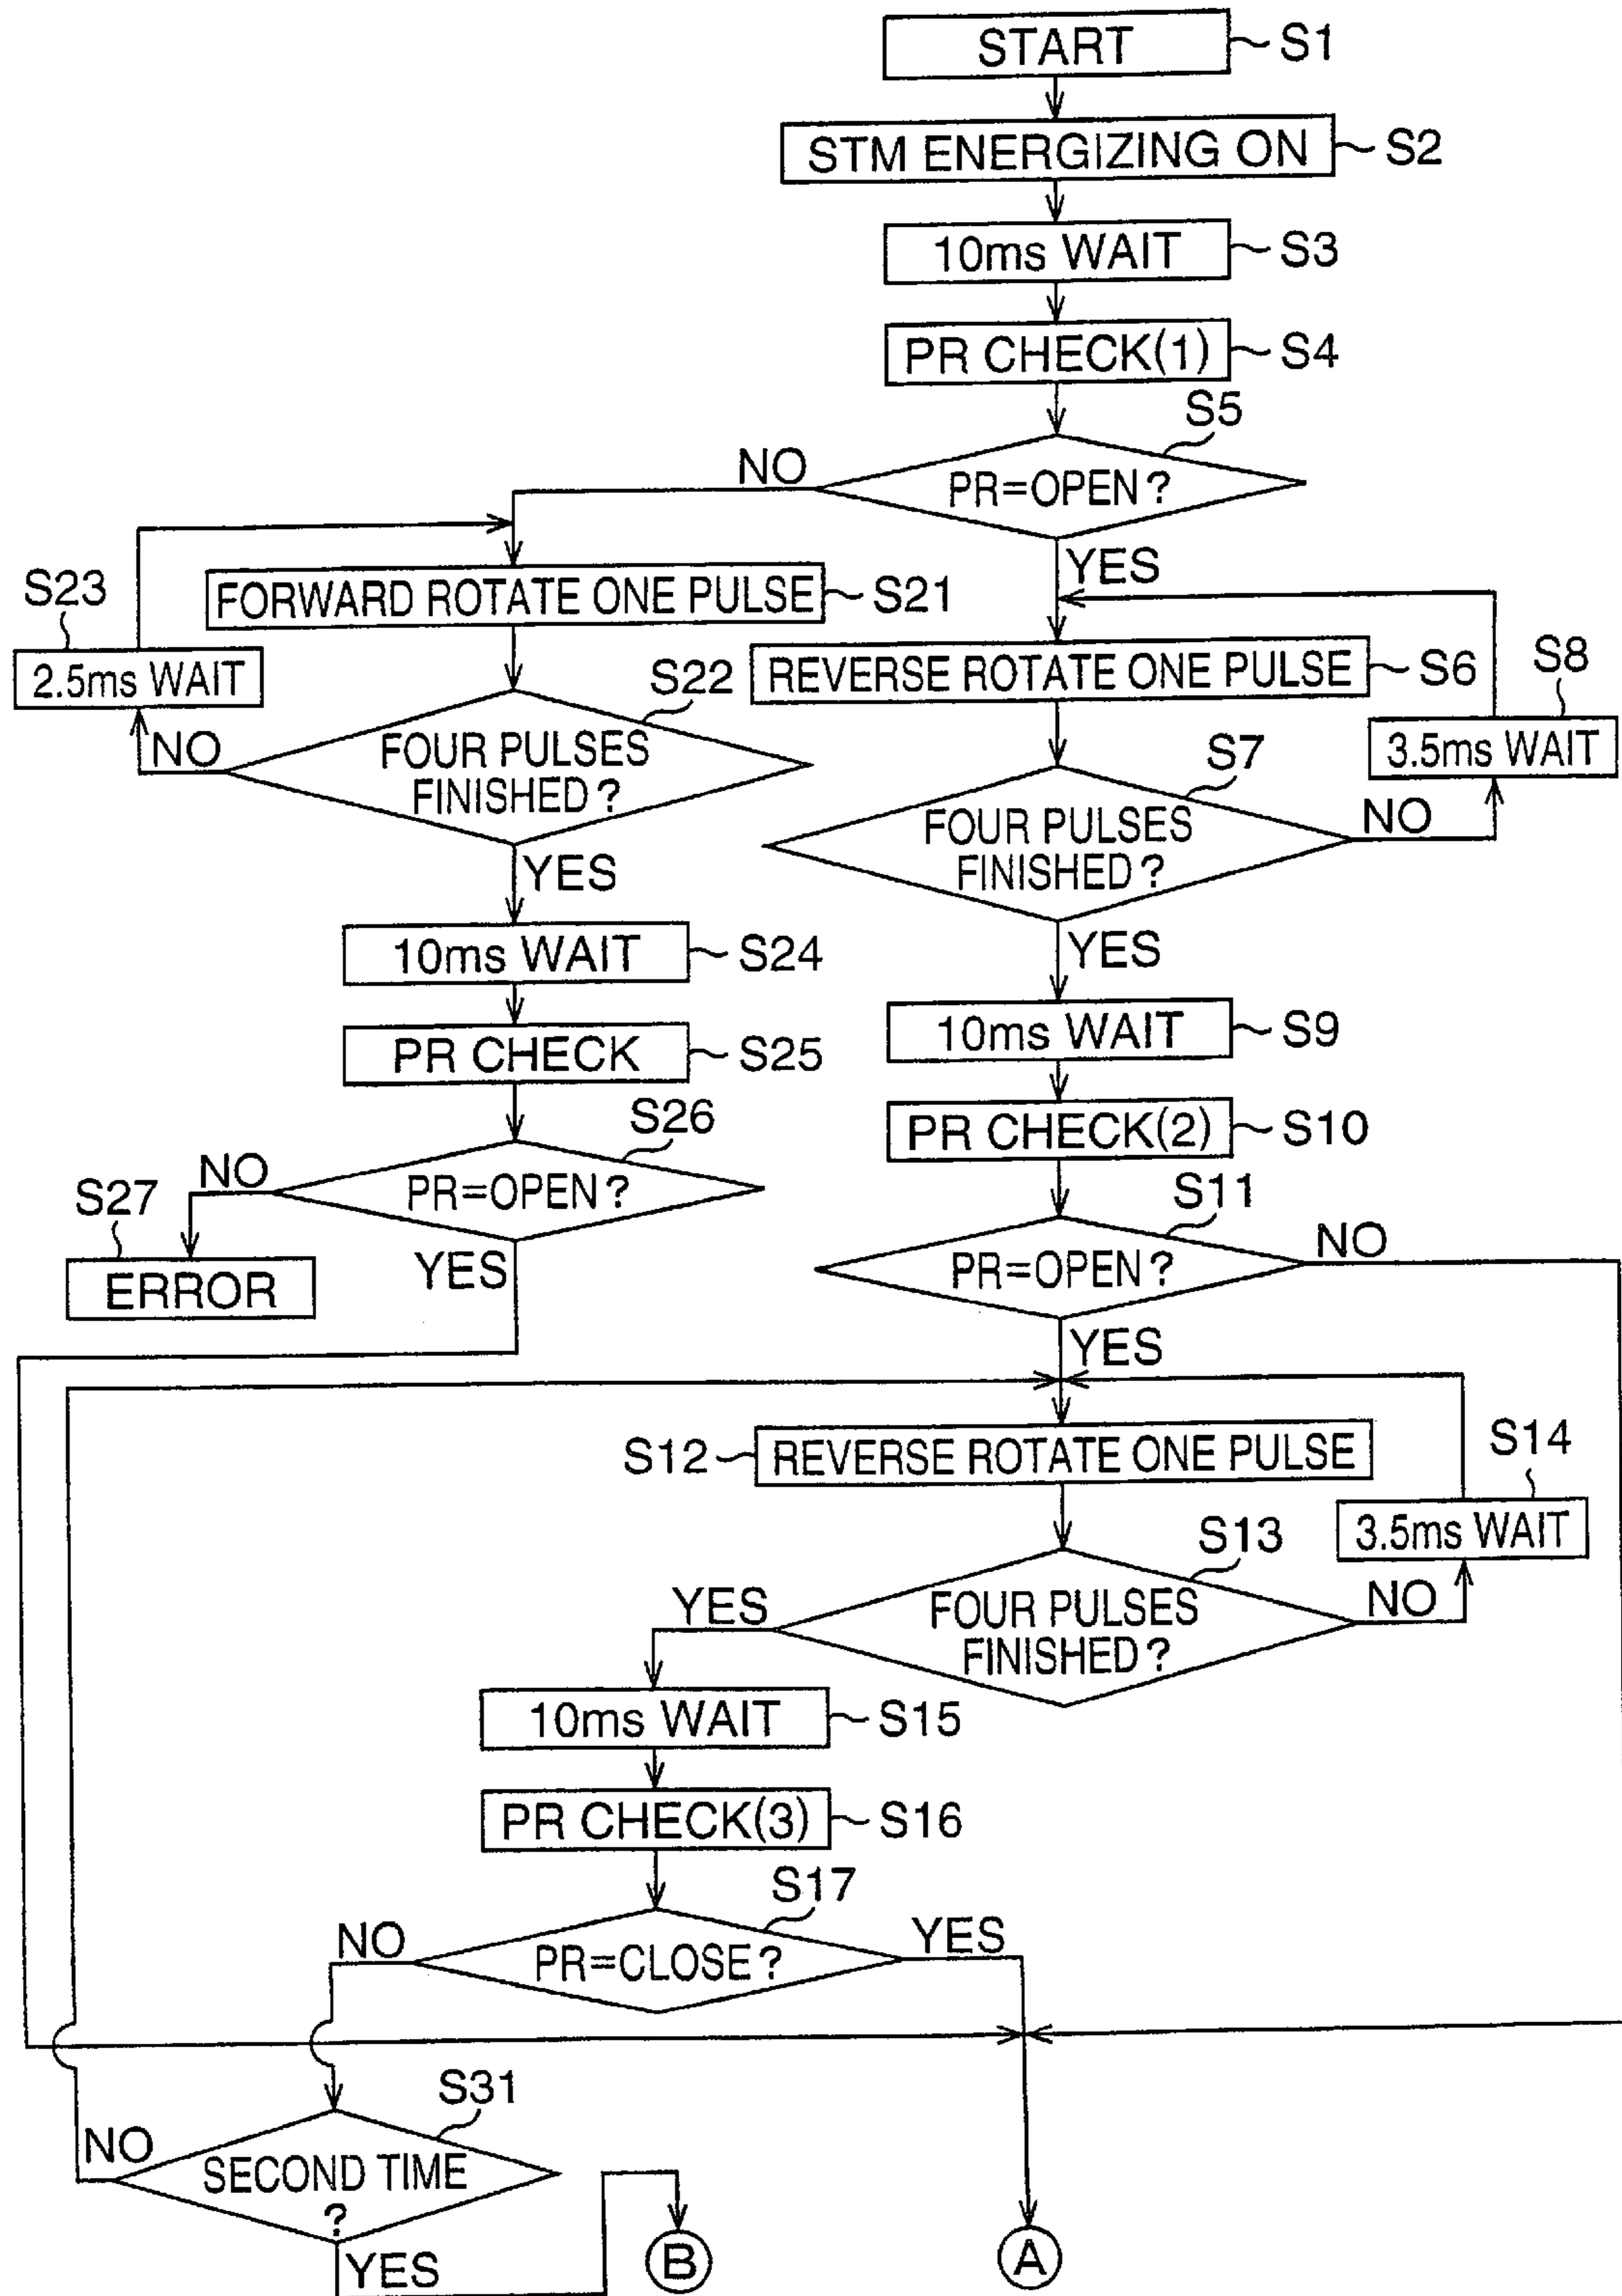 START
S1
STM ENERGIZING ON
S2
10ms WAIT
S3
PR CHECK(1)
S4
S5
PR=OPEN?
NO
YES
S23
FORWARD ROTATE ONE PULSE
S21
2.5ms WAIT
S22
REVERSE ROTATE ONE PULSE
S6
S8
NO
FOUR PULSES
FINISHED?
S7
3.5ms WAIT
FOUR PULSES
FINISHED?
NO
YES
10ms WAIT
S24
YES
10ms WAIT
S9
PR CHECK
S25
S26
PR CHECK(2)
S10
NO
PR=OPEN?
S27
S11
ERROR
YES
PR=OPEN?
NO
YES
S12
REVERSE ROTATE ONE PULSE
S14
3.5ms WAIT
S13
YES
FOUR PULSES
FINISHED?
NO
10ms WAIT
S15
PR CHECK(3)
S16
S17
NO
PR=CLOSE?
YES
S31
NO
SECOND TIME
?
YES
B
A